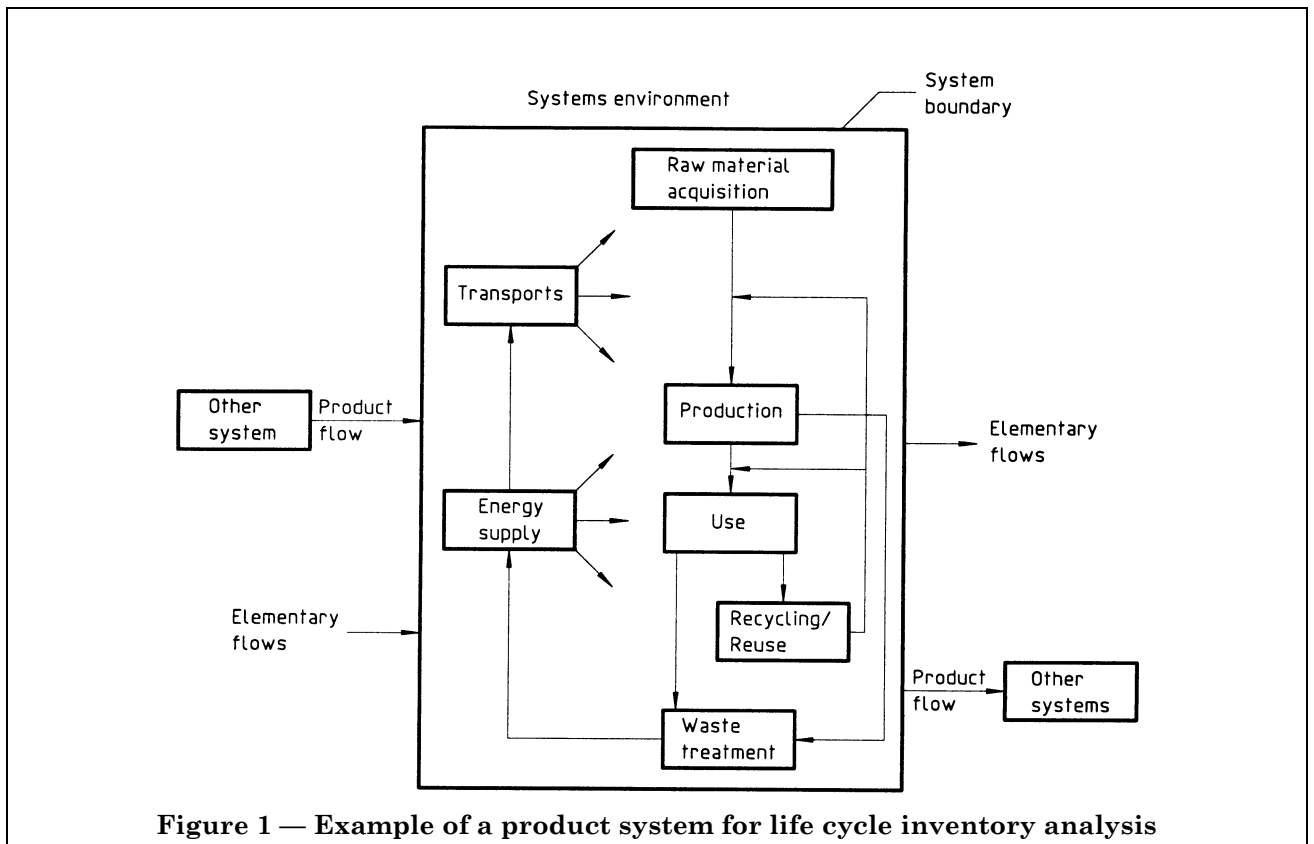 Systems environment
System
boundary
Raw material
acquisition
Transports
Other
system
Product
flow
Production
Elementary
flows
Energy
supply
Use
Elementary
flows
Recycling/
Reuse
Product
flow
Other
systems
Waste
treatment
Figure 1 — Example of a product system for life cycle inventory analysis